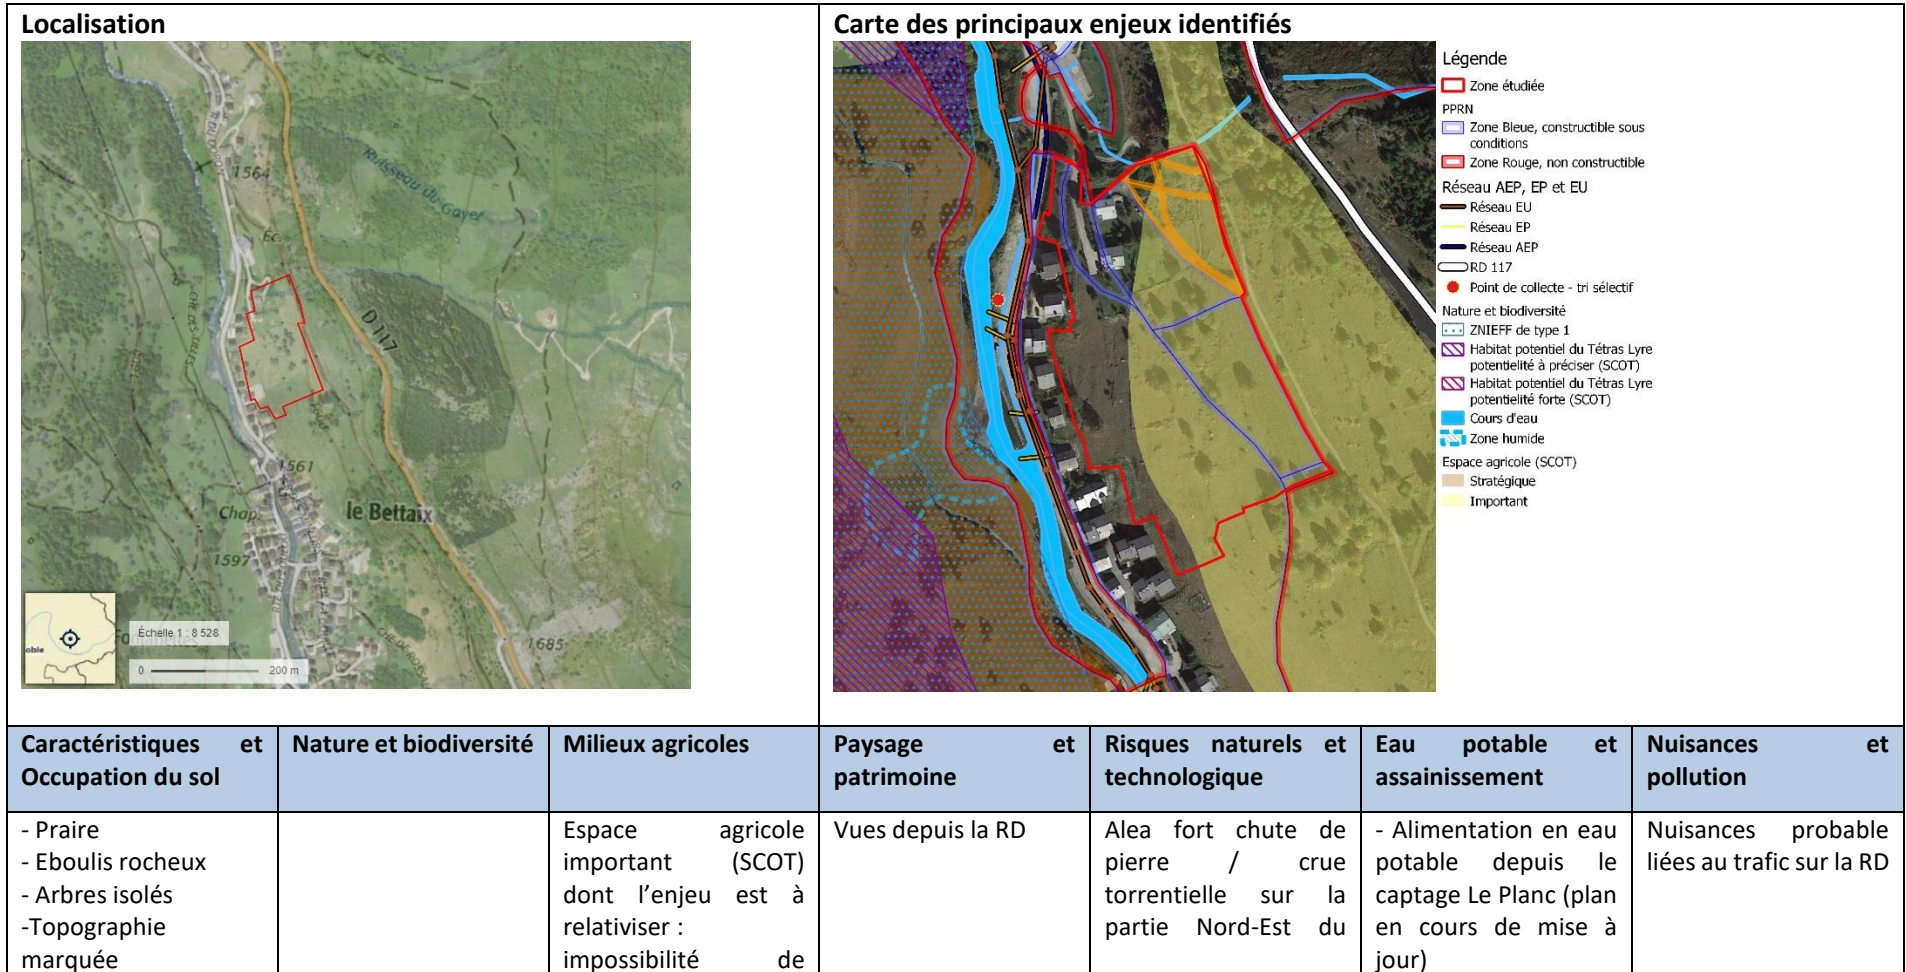 Localisation
1564
Ruisseau du Gayet
Ec.
D 117
1561
le Bettaix
Chap.
1597
1685
oble
Échelle 1 : 8 528
0 200 m
Carte des principaux enjeux identifiés
Légende
Zone étudiée
PPRN
Zone Bleue, constructible sous
conditions
Zone Rouge, non constructible
Réseau AEP, EP et EU
Réseau EU
Réseau EP
Réseau AEP
RD 117
Point de collecte - tri sélectif
Nature et biodiversité
ZNIEFF de type 1
Habitat potentiel du Tétras Lyre
potentielité à préciser (SCOT)
Habitat potentiel du Tétras Lyre
potentielité forte (SCOT)
Cours d'eau
Zone humide
Espace agricole (SCOT)
Stratégique
Important
Caractéristiques et
Occupation du sol
Nature et biodiversité
Milieux agricoles
Paysage et
patrimoine
Risques naturels et
technologique
Eau potable et
assainissement
Nuisances et
pollution
- Praire
- Eboulis rocheux
- Arbres isolés
-Topographie
marquée
Espace agricole
important (SCOT)
dont l’enjeu est à
relativiser :
impossibilité de
Vues depuis la RD
Alea fort chute de
pierre / crue
torrentielle sur la
partie Nord-Est du
- Alimentation en eau
potable depuis le
captage Le Planc (plan
en cours de mise à
jour)
Nuisances probable
liées au trafic sur la RD